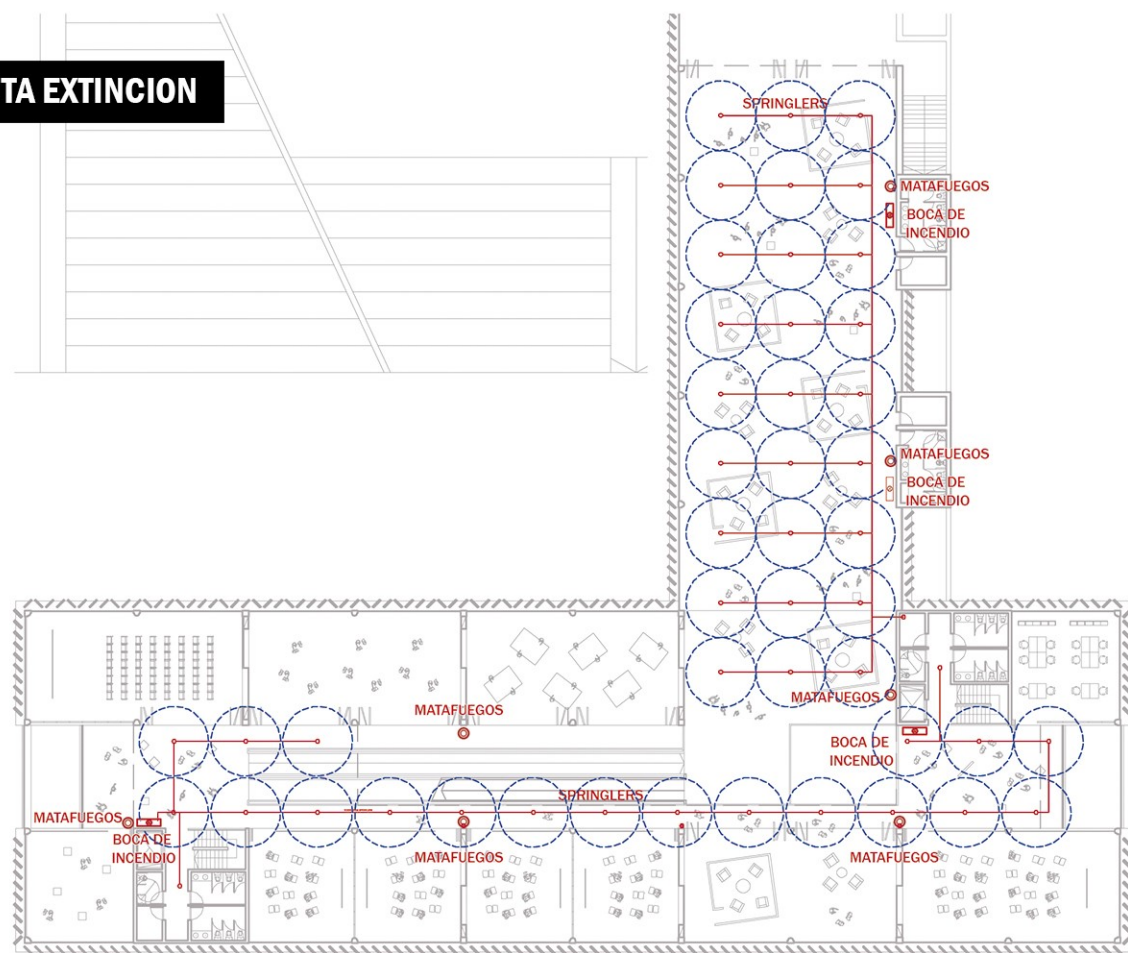 TA EXTINCION
SPRINGLERS
MATAFUEGOS
BOCA DE
INCENDIO
MATAFUEGOS
BOCA DE
INCENDIO
MATAFUEGOS
MATAFUEGOS
BOCA DE
INCENDIO
SPRINGLERS
MATAFUEGOS
BOCA DE
INCENDIO
MATAFUEGOS
MATAFUEGOS